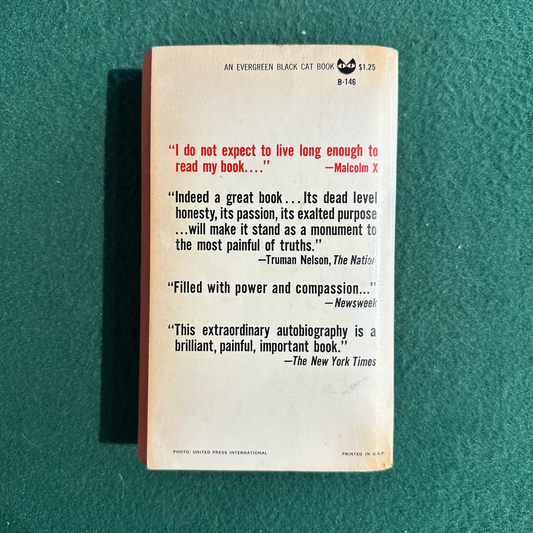 AN EVERGREEN BLACK CAT BOOK $1.25
B-146
“I do not expect to live long enough to
read my book....” —Malcolm X
“Indeed a great book...Its dead level
honesty, its passion, its exalted purpose
...will make it stand as a monument to
the most painful of truths.”
—Truman Nelson, The Nation
“Filled with power and compassion...”
—Newsweek
“This extraordinary autobiography is a
brilliant, painful, important book.”
—The New York Times
PHOTO: UNITED PRESS INTERNATIONAL PRINTED IN U.S.A.